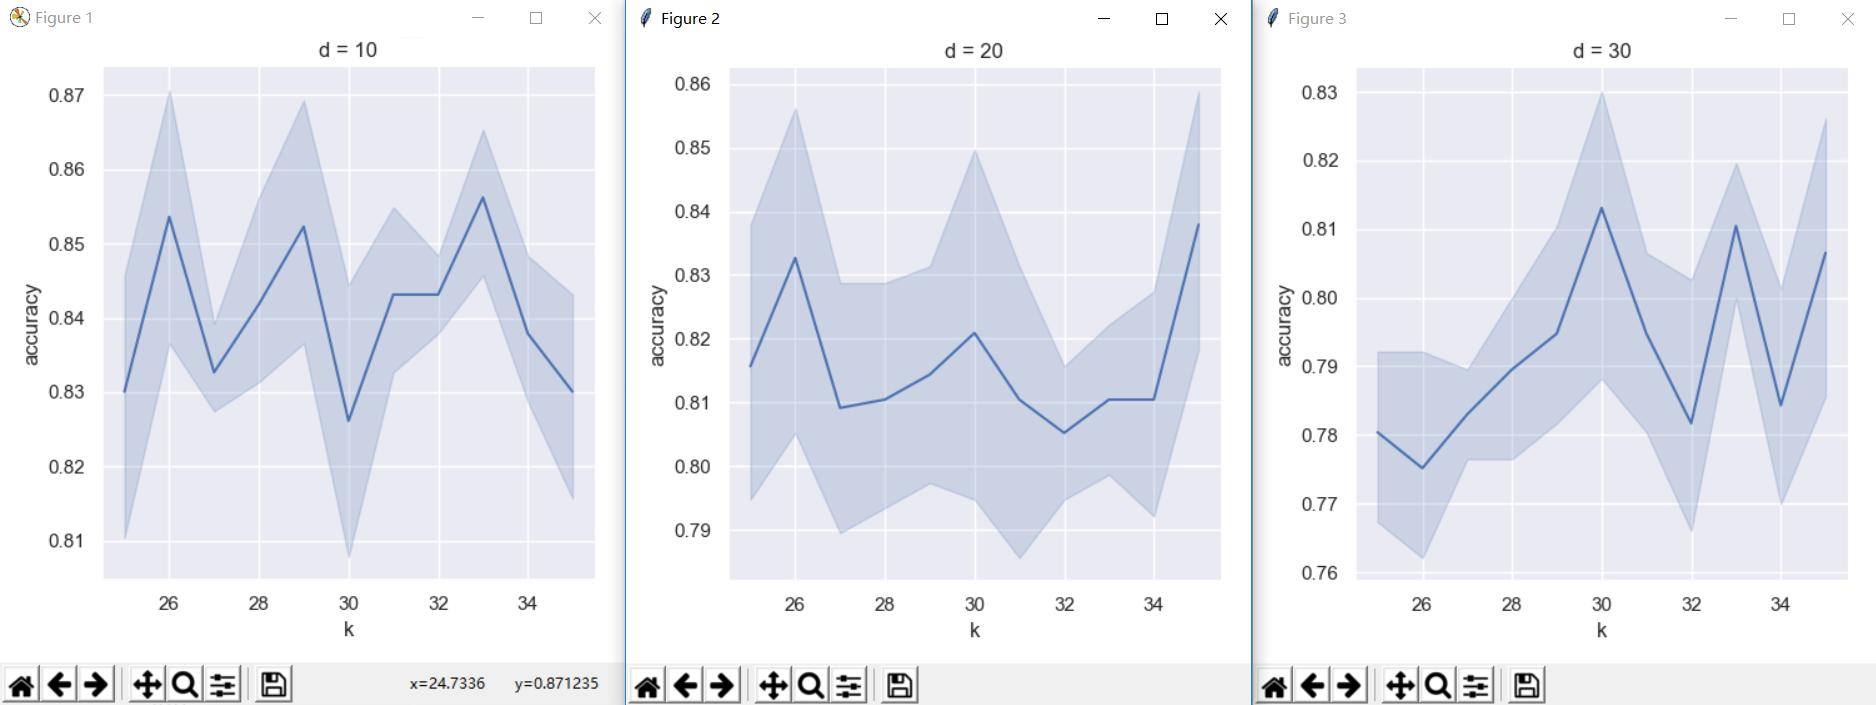 Figure 1
d = 10
0.87
0.86
0.85
0.84
0.83
0.82
0.81
accuracy
26 28 30 32 34
k
x=24.7336 y=0.871235
Figure 2
d = 20
0.86
0.85
0.84
0.83
0.82
0.81
0.80
0.79
accuracy
26 28 30 32 34
k
Figure 3
d = 30
0.83
0.82
0.81
0.80
0.79
0.78
0.77
0.76
accuracy
26 28 30 32 34
k